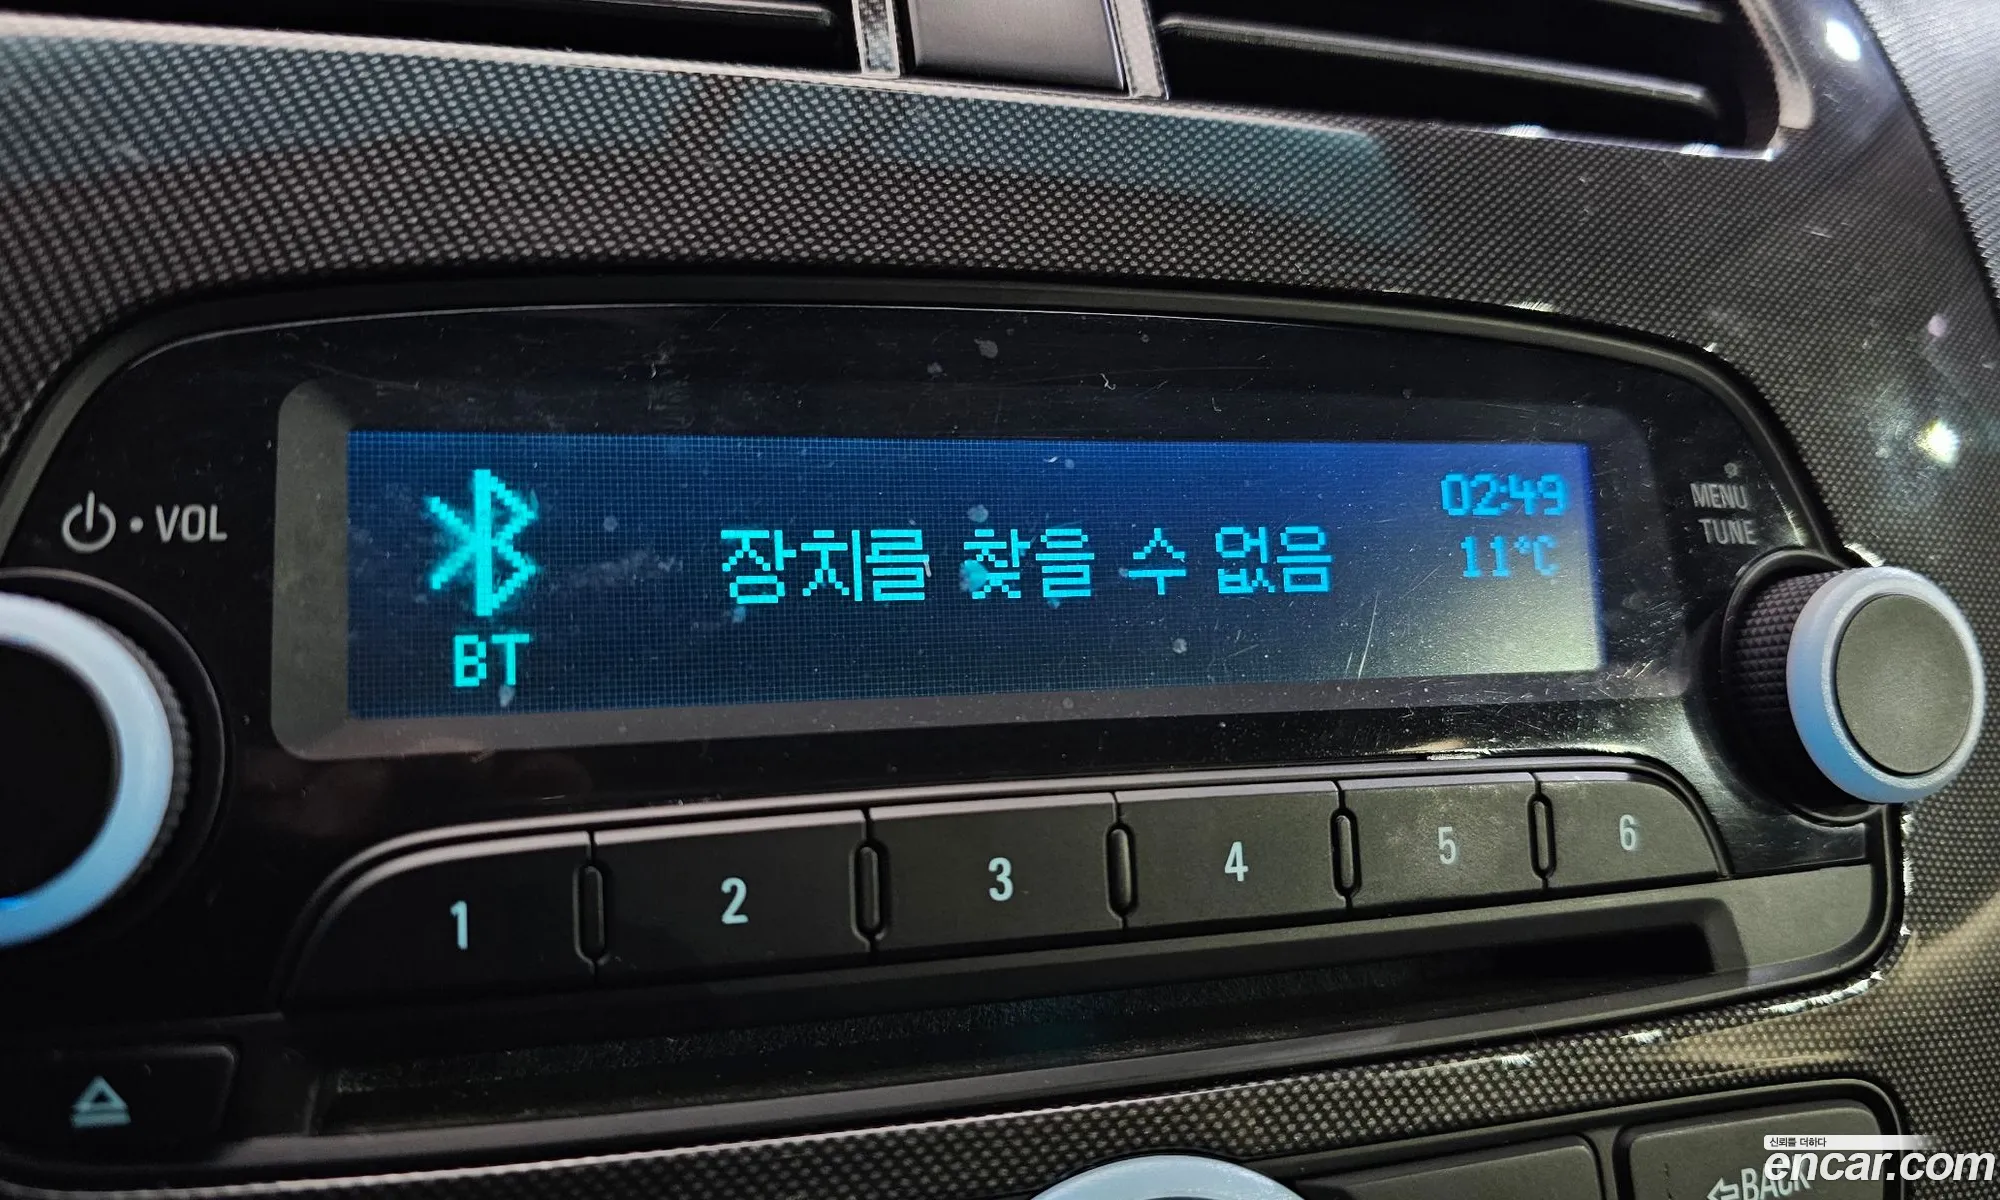 VOL
BT
장치를 찾을 수 없음
02:49
11°C
MENU
TUNE
1
2
3
4
5
6
BACK
신뢰를 더하다
encar.com